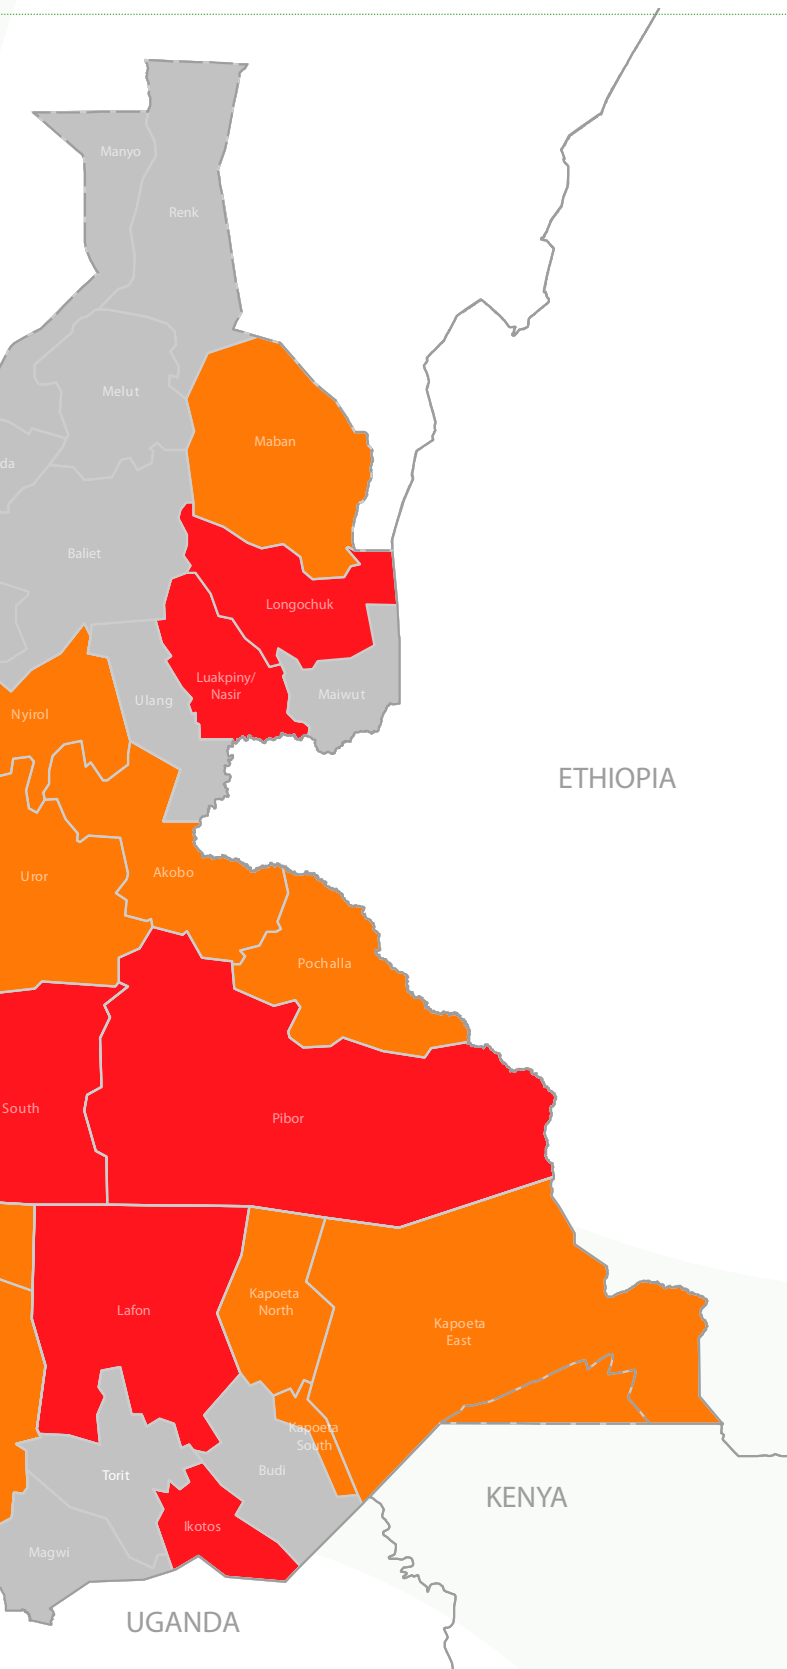 Manyo
Renk
Melut
Maban
da
Baliet
Longochuk
Luakpiny/
Nasir
Maiwut
Ulang
Nyirol
ETHIOPIA
Uror
Akobo
Pochalla
South
Pibor
Lafon
Kapoeta
North
Kapoeta
East
Kapoeta
South
Budi
Torit
KENYA
Ikotos
Magwi
UGANDA